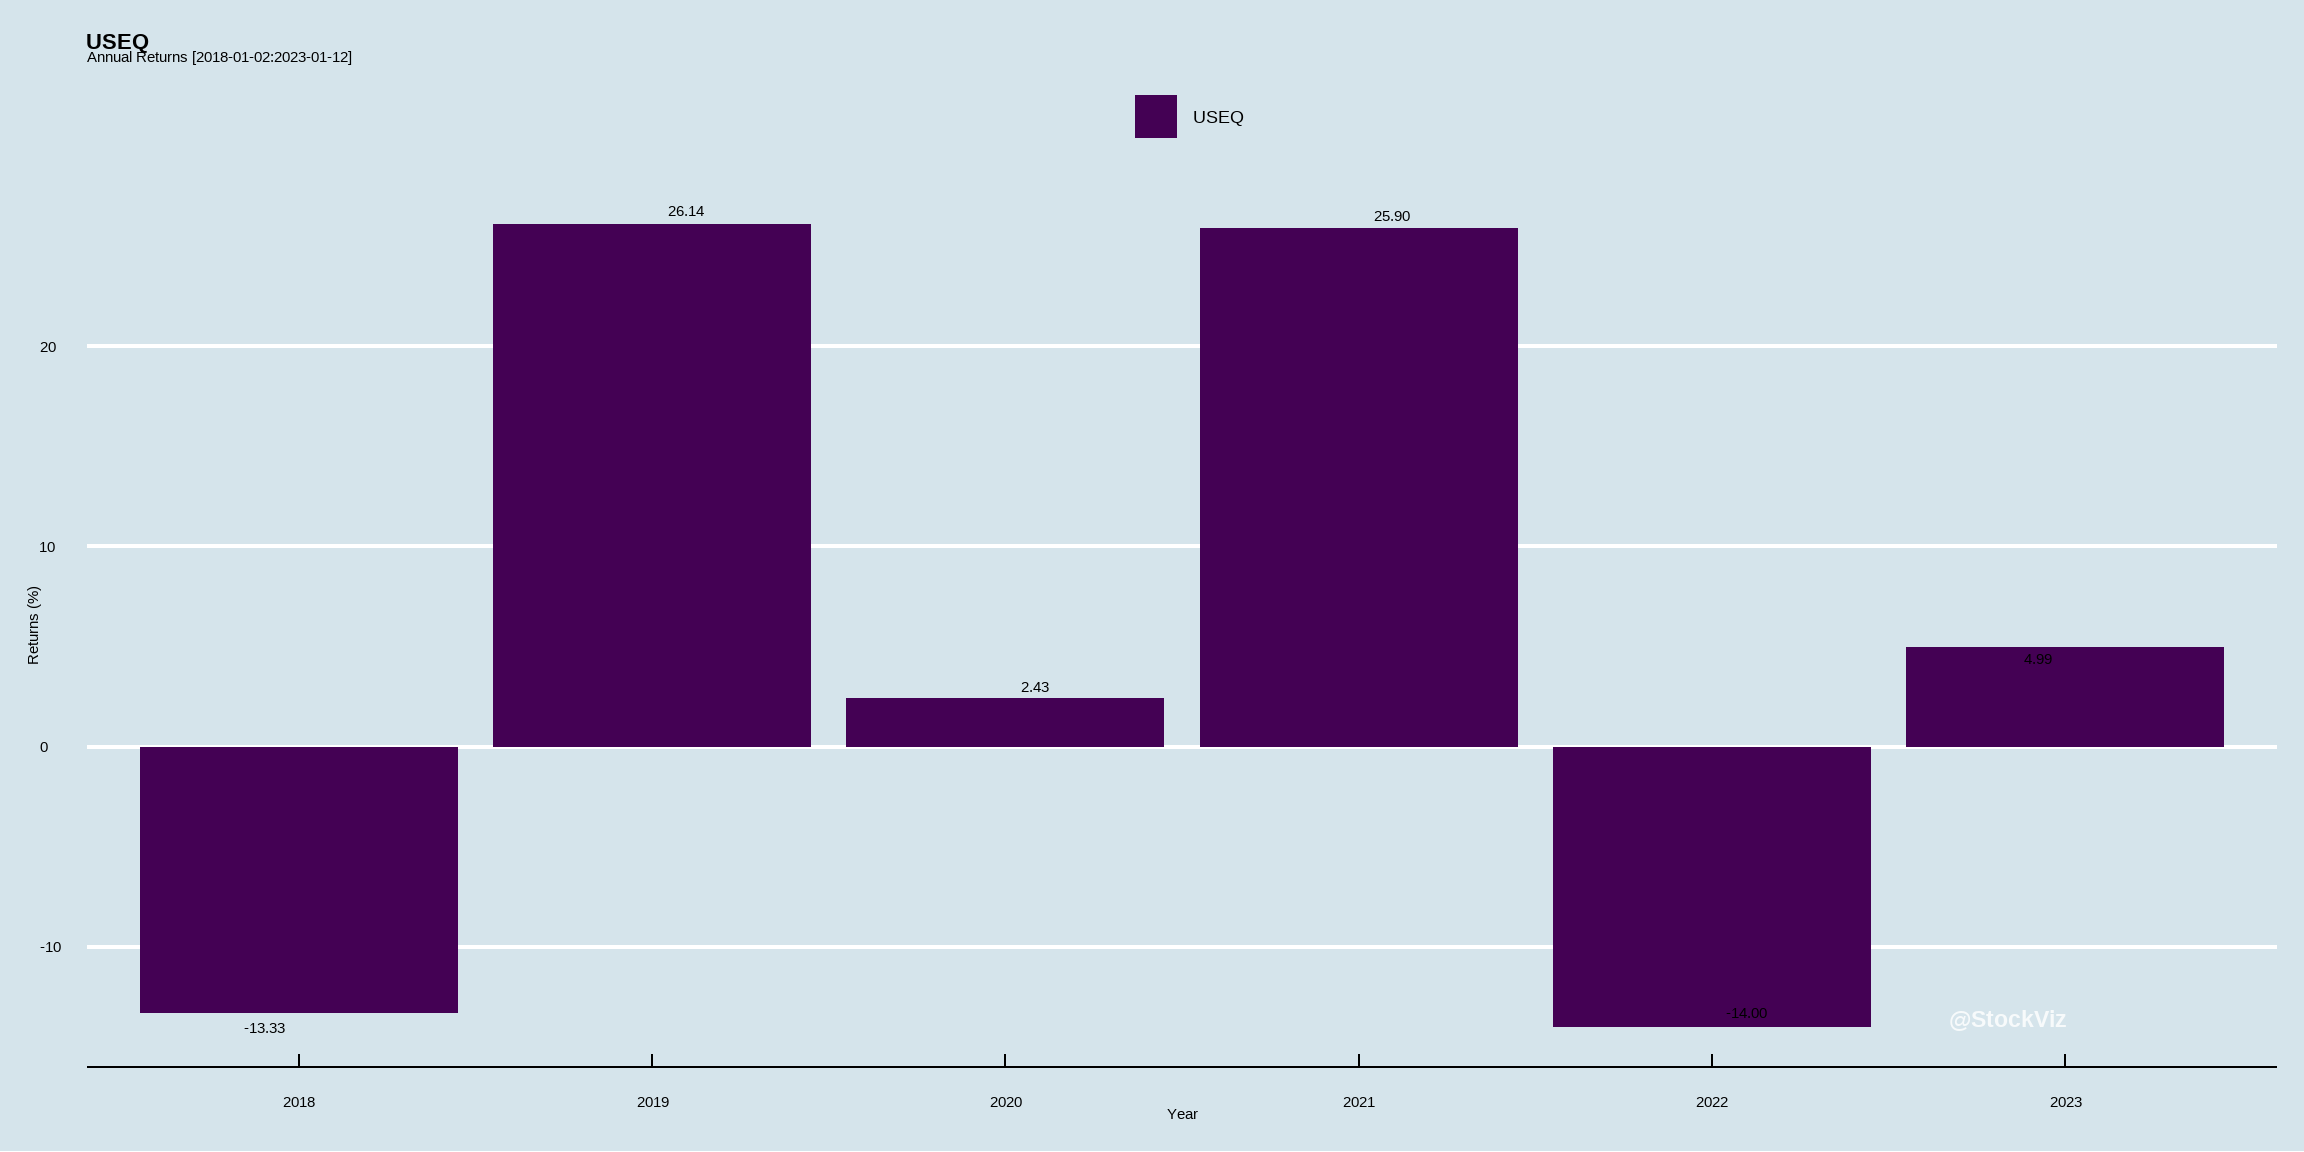 USEQ
Annual Returns [2018-01-02:2023-01-12]
USEQ
26.14
25.90
20
10
Returns (%)
4.99
2.43
0
-10
-14.00
@StockViz
-13.33
2018
2019
2020
2021
2022
2023
Year